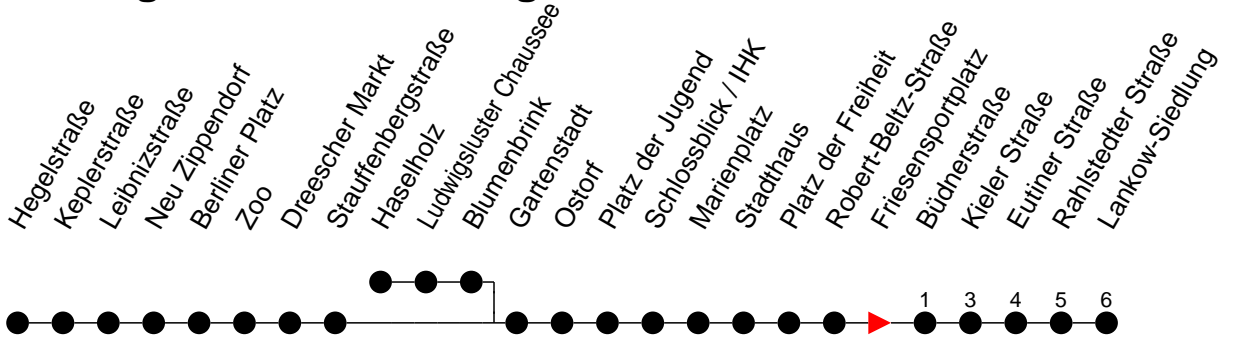 Hegelstraße
Keplerstraße
Leibnizstraße
Neu Zippendorf
Berliner Platz
Zoo
Dreescher Markt
Stauffenbergstraße
Haselholz
Ludwigsluster Chaussee
Blumenbrink
Gartenstadt
Ostorf
Platz der Jugend
Schlossblick / IHK
Marienplatz
Stadthaus
Platz der Freiheit
Robert-Beltz-Straße
Friesensportplatz
Büdnerstraße
Kieler Straße
Eutiner Straße
Rahlstedter Straße
Lankow-Siedlung
1 3 4 5 6